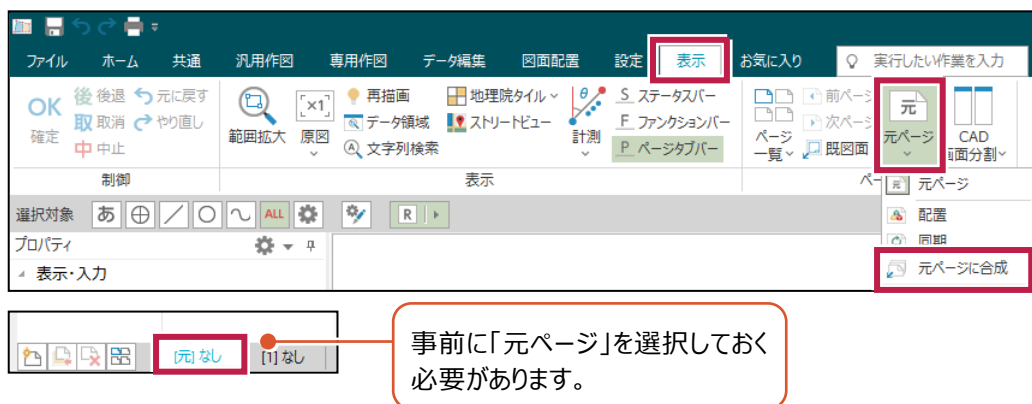 ファイル ホーム 共通 汎用作図 専用作図 データ編集 図面配置 設定 表示 お気に入り 実行したい作業を入力
OK 確定
後 後退 元に戻す
取 取消 やり直し
中 中止
制御
範囲拡大
×1 原図
再描画
データ領域
文字列検索
地理院タイル
ストリートビュー
θ 計測
S ステータスバー
F ファンクションバー
P ページタブバー
表示
ページ一覧
前ペー
次ペー
既図面
元 元ページ
CAD
画面分割
ペー
元 元ページ
配置
同期
元ページに合成
選択対象 あ ALL R
プロパティ
表示・入力
[元] なし [1] なし
事前に「元ページ」を選択しておく
必要があります。